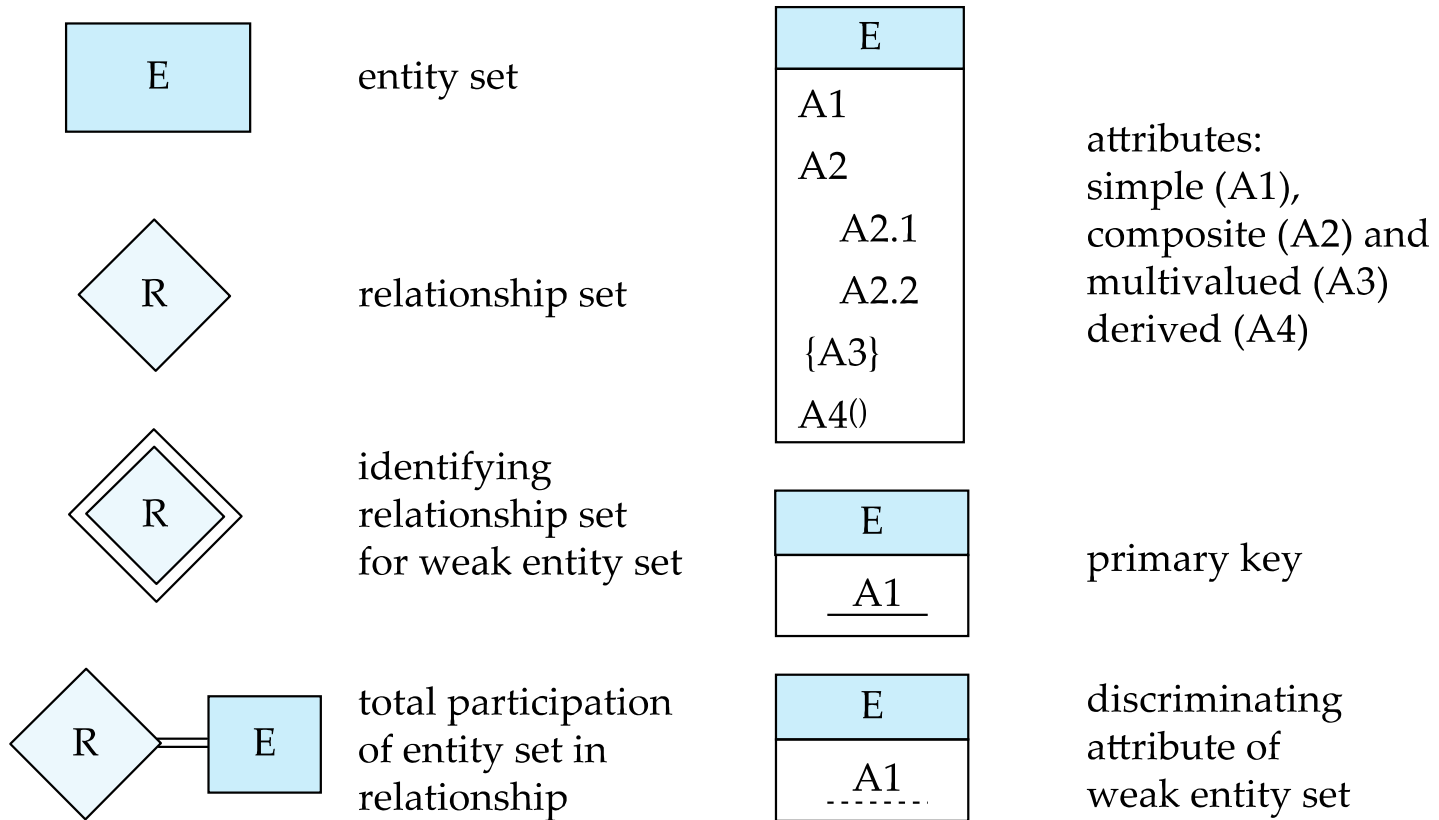 E
entity set
R
relationship set
R
identifying
relationship set
for weak entity set
R
E
total participation
of entity set in
relationship
E
A1
A2
A2.1
A2.2
{A3}
A4()
attributes:
simple (A1),
composite (A2) and
multivalued (A3)
derived (A4)
E
A1
primary key
E
A1
discriminating
attribute of
weak entity set